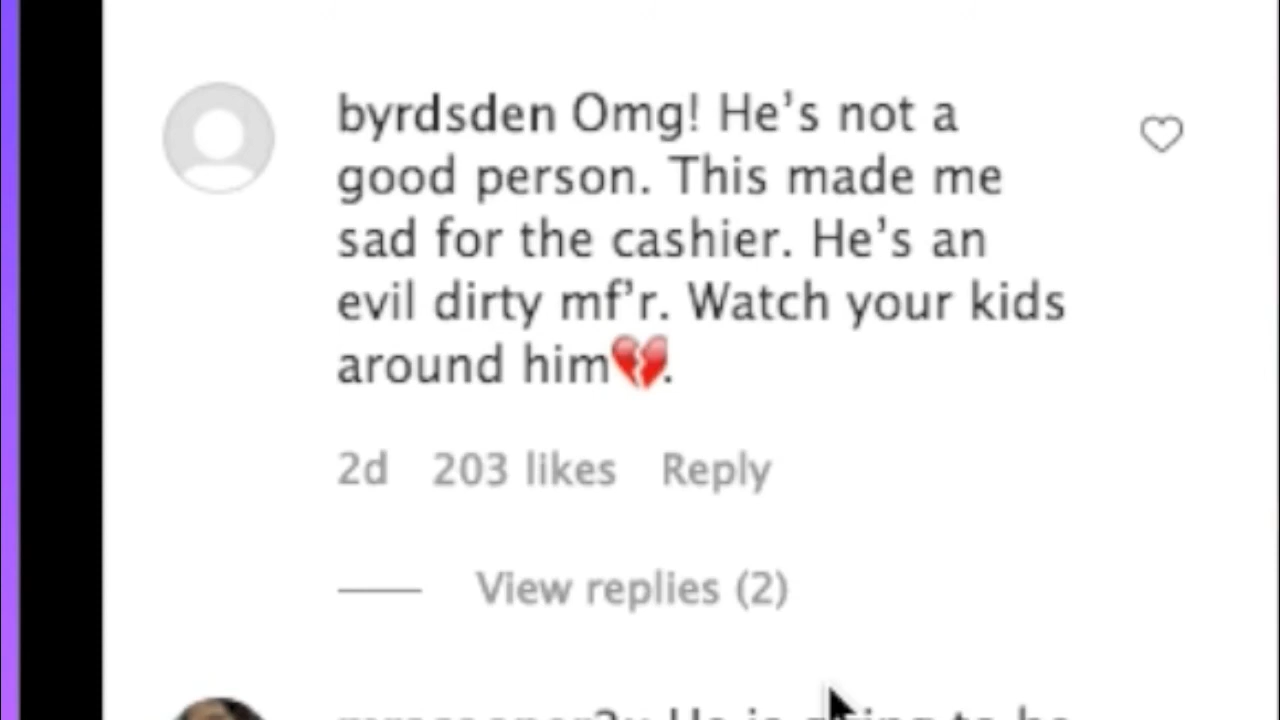 byrdsden Omg! He's not a
good person. This made me
sad for the cashier. He's an
evil dirty mf'r. Watch your kids
around him💔.
2d 203 likes Reply
View replies (2)